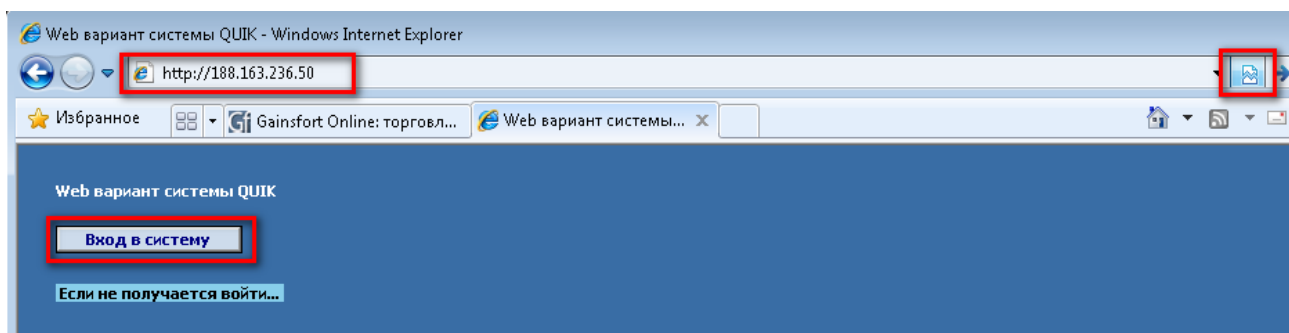 Web вариант системы QUIK - Windows Internet Explorer
http://188.163.236.50
Избранное
Gainsfort Online: торговл...
Web вариант системы...
Web вариант системы QUIK
Вход в систему
Если не получается войти...